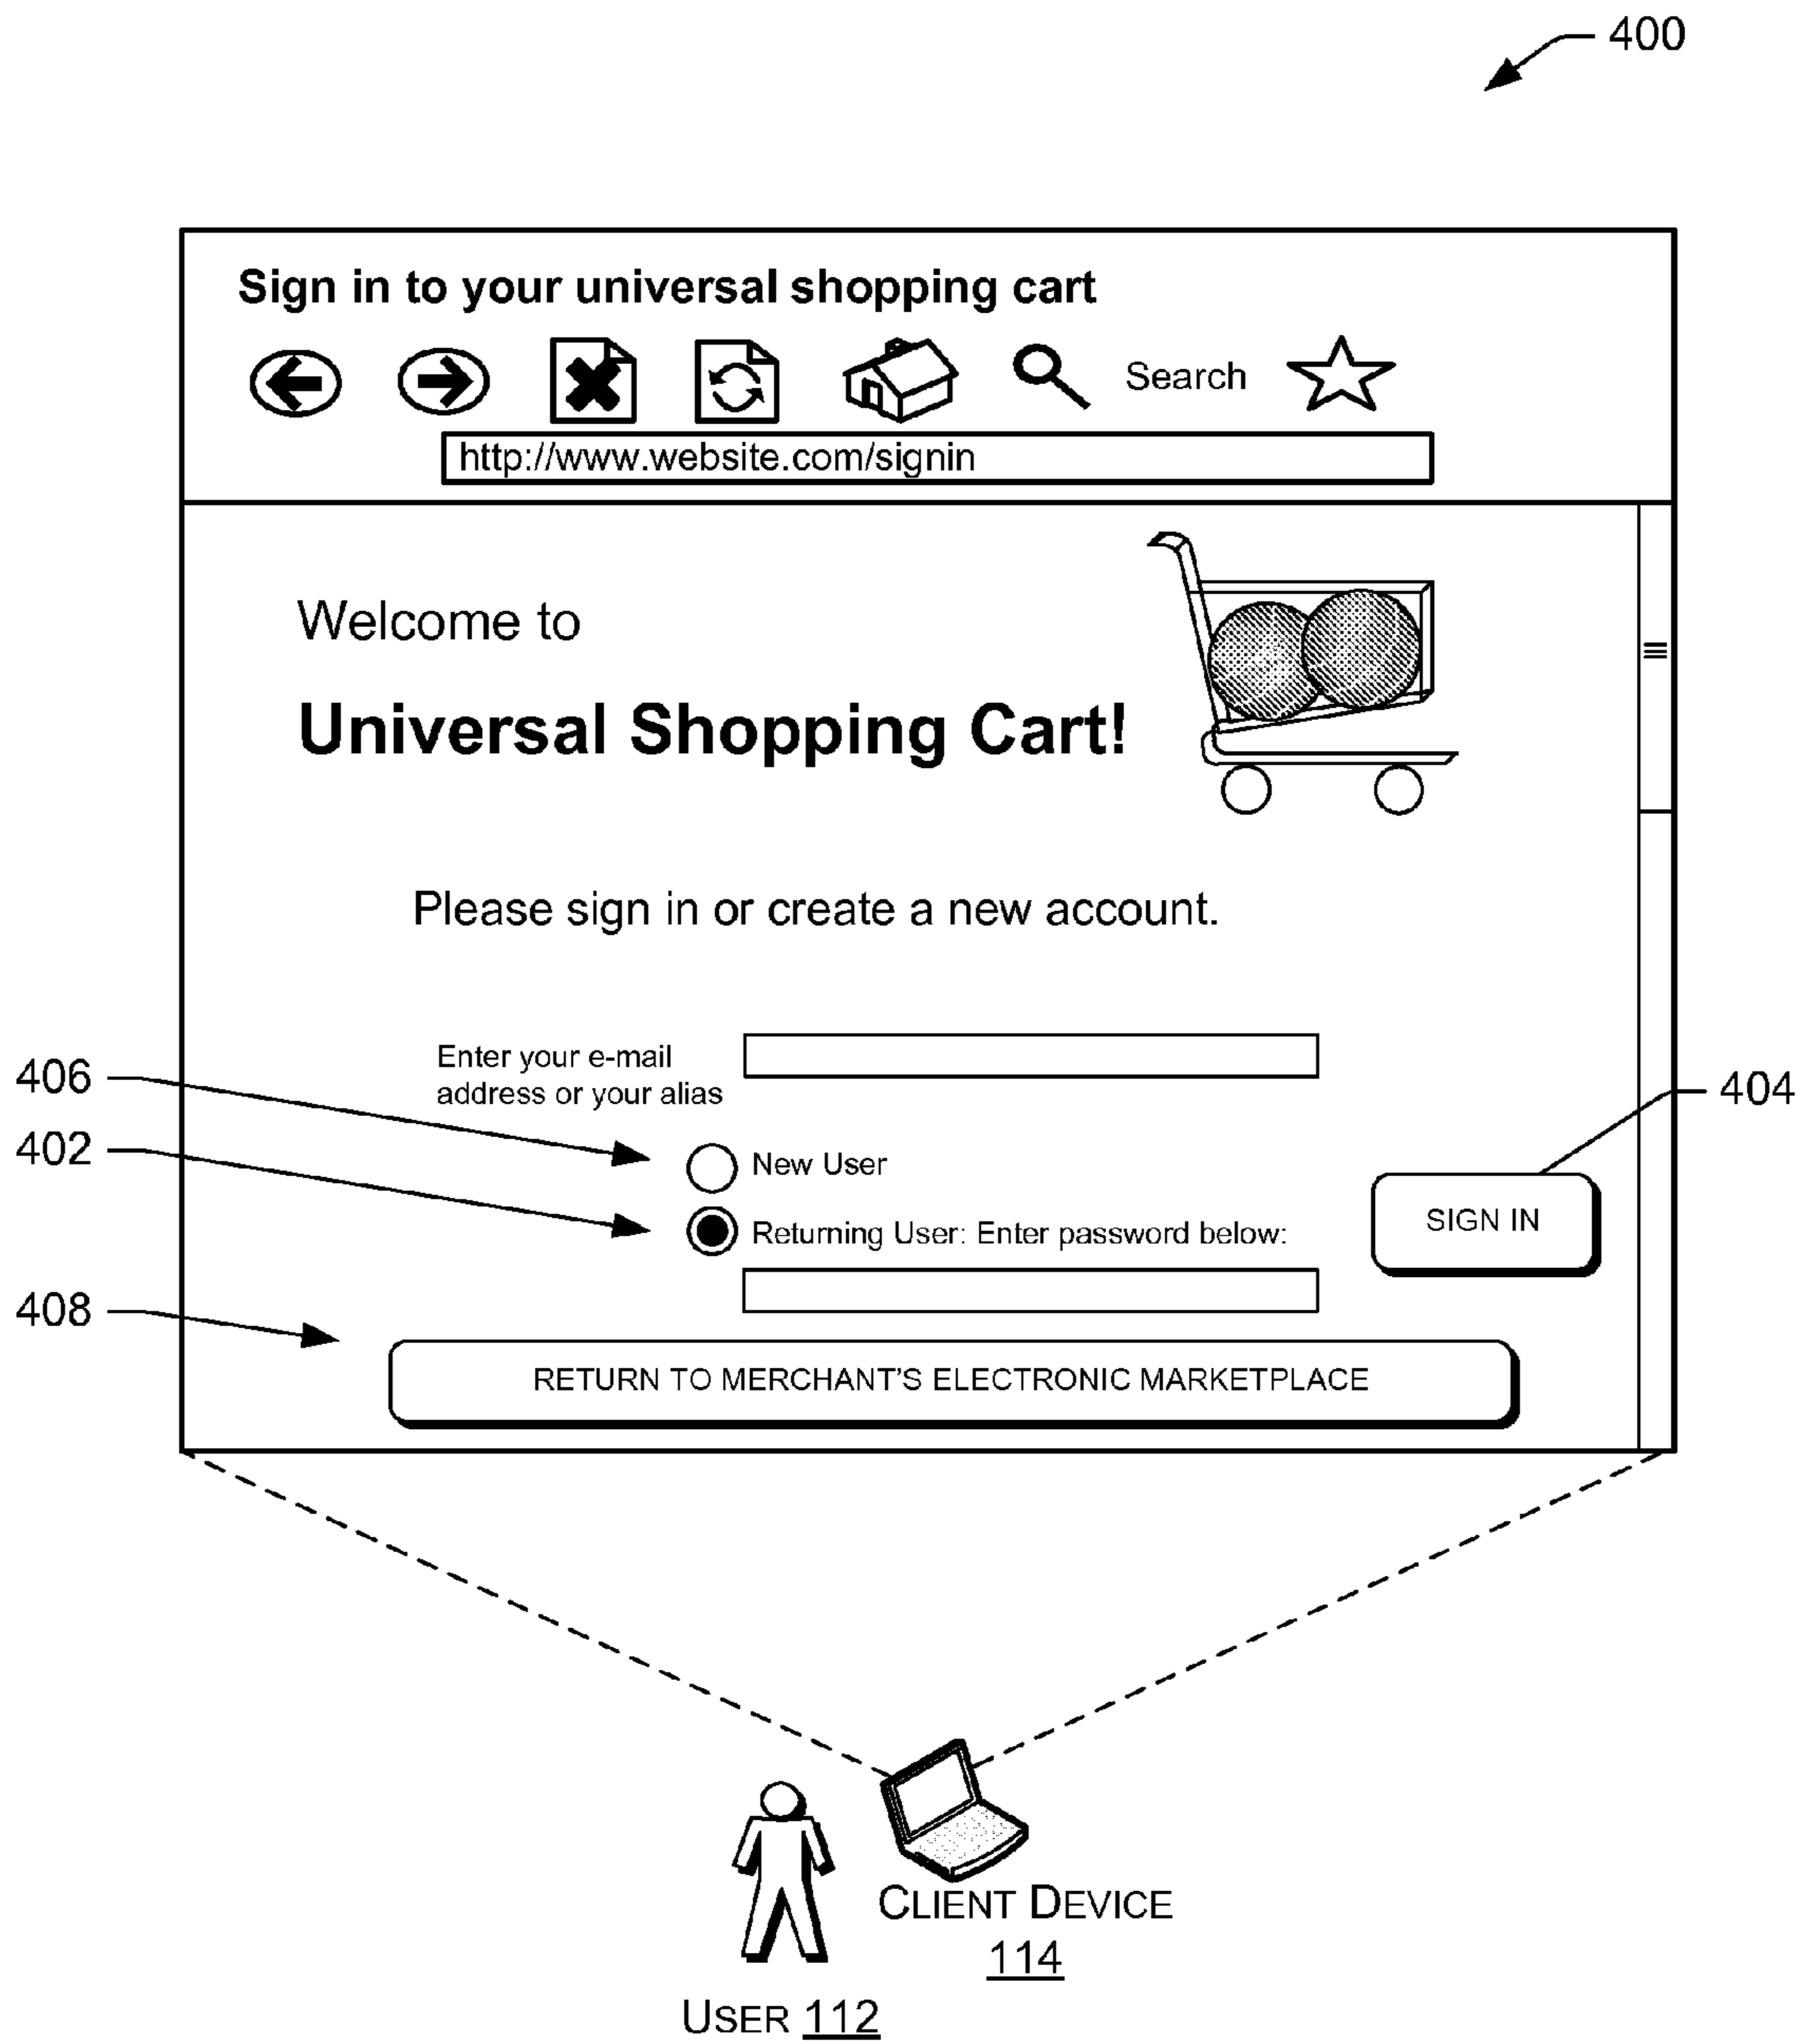 400
Sign in to your universal shopping cart
Search
http://www.website.com/signin
Welcome to
Universal Shopping Cart!
Please sign in or create a new account.
Enter your e-mail
address or your alias
406
404
402
New User
SIGN IN
Returning User: Enter password below:
408
RETURN TO MERCHANT'S ELECTRONIC MARKETPLACE
CLIENT DEVICE
114
USER 112